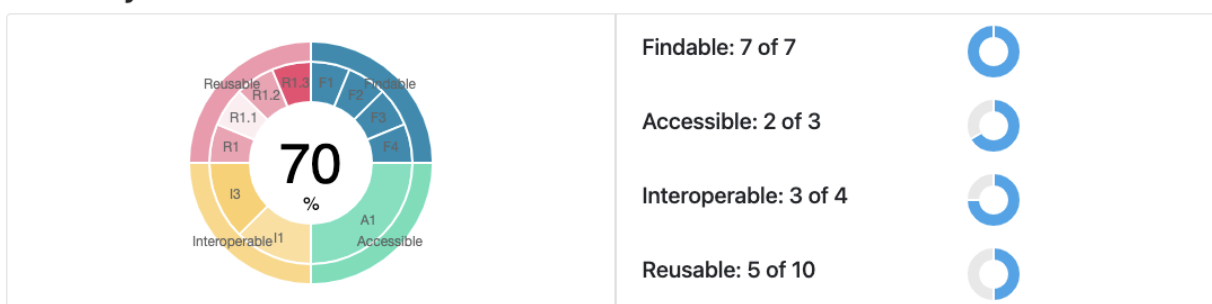 Reusable
Findable
R1.3
F1
R1.2
F2
R1.1
F3
R1
F4
70
%
I3
A1
I1
Interoperable
Accessible
Findable: 7 of 7
Accessible: 2 of 3
Interoperable: 3 of 4
Reusable: 5 of 10